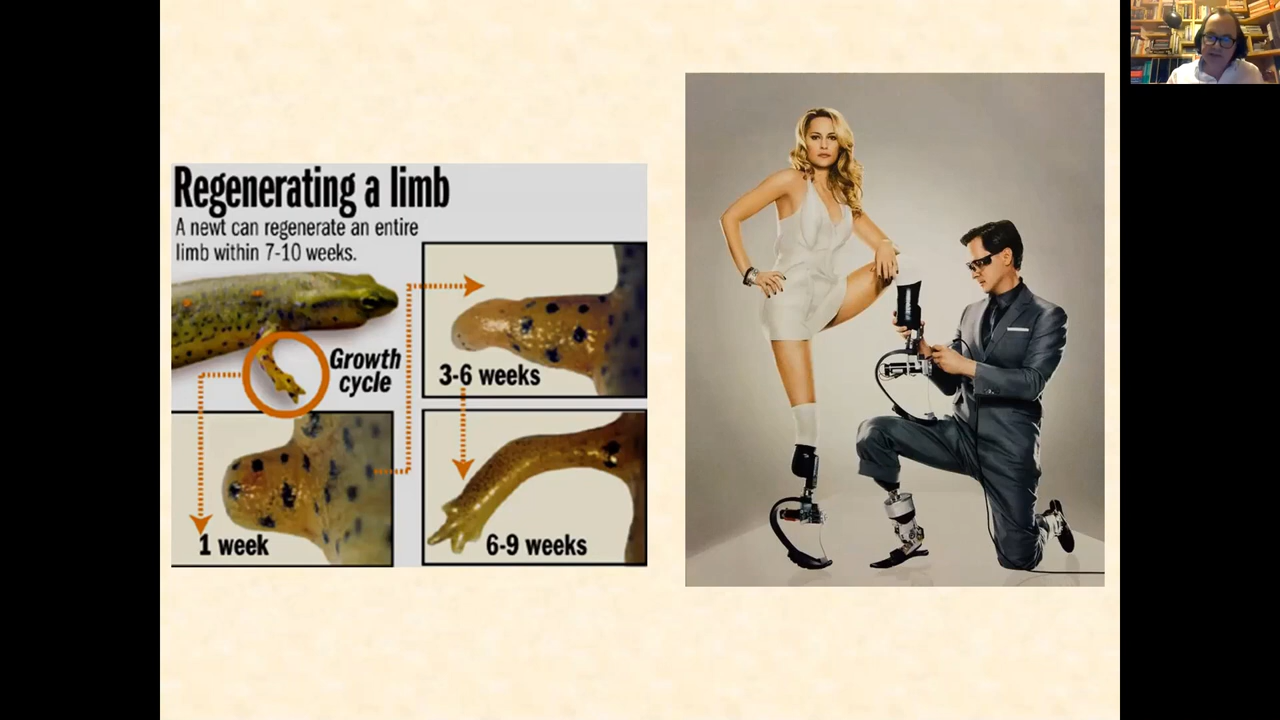 Regenerating a limb
A newt can regenerate an entire
limb within 7-10 weeks.
Growth
cycle
1 week
3-6 weeks
6-9 weeks